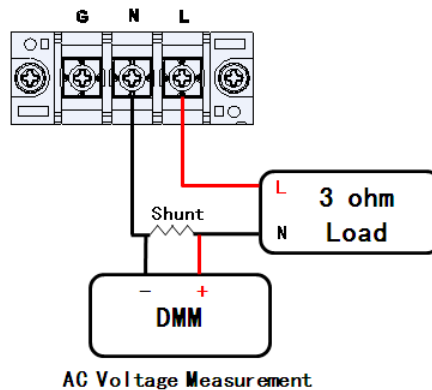 G N L
L
3 ohm
Shunt
N
Load
− +
DMM
AC Voltage Measurement